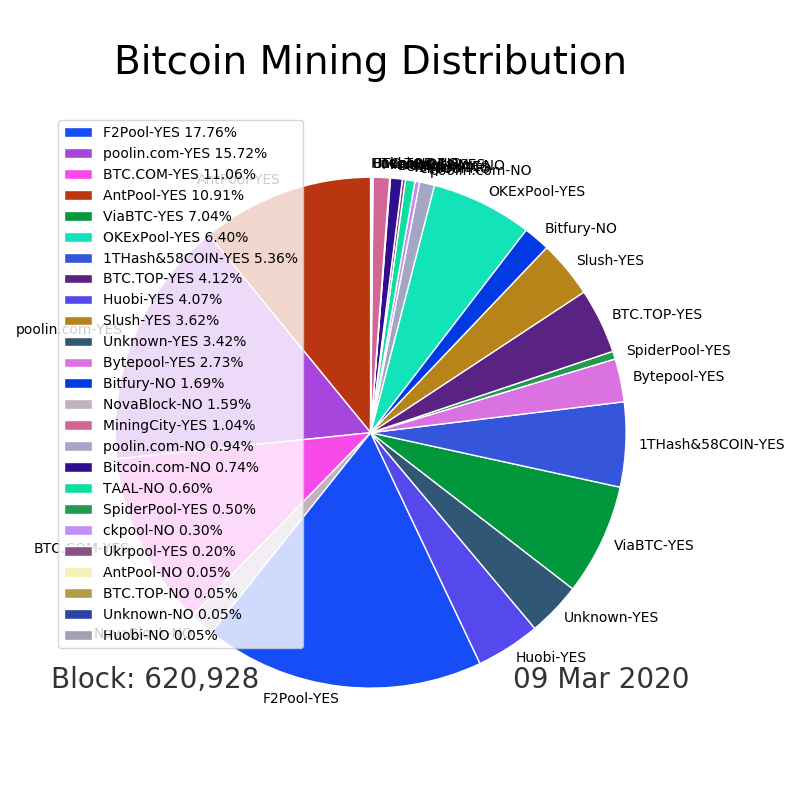 Bitcoin Mining Distribution
F2Pool-YES 17.76%
poolin.com-YES 15.72%
BTC.COM-YES 11.06%
AntPool-YES 10.91%
ViaBTC-YES 7.04%
OKExPool-YES 6.40%
1THash&58COIN-YES 5.36%
BTC.TOP-YES 4.12%
Huobi-YES 4.07%
Slush-YES 3.62%
Unknown-YES 3.42%
Bytepool-YES 2.73%
Bitfury-NO 1.69%
NovaBlock-NO 1.59%
MiningCity-YES 1.04%
poolin.com-NO 0.94%
Bitcoin.com-NO 0.74%
TAAL-NO 0.60%
SpiderPool-YES 0.50%
ckpool-NO 0.30%
Ukrpool-YES 0.20%
AntPool-NO 0.05%
BTC.TOP-NO 0.05%
Unknown-NO 0.05%
Huobi-NO 0.05%
poolin.com-NO
OKExPool-YES
Bitfury-NO
Slush-YES
BTC.TOP-YES
SpiderPool-YES
Bytepool-YES
1THash&58COIN-YES
ViaBTC-YES
Unknown-YES
Huobi-YES
F2Pool-YES
NovaBlock-NO
BTC.COM-YES
poolin.com-YES
AntPool-YES
Block: 620,928
09 Mar 2020